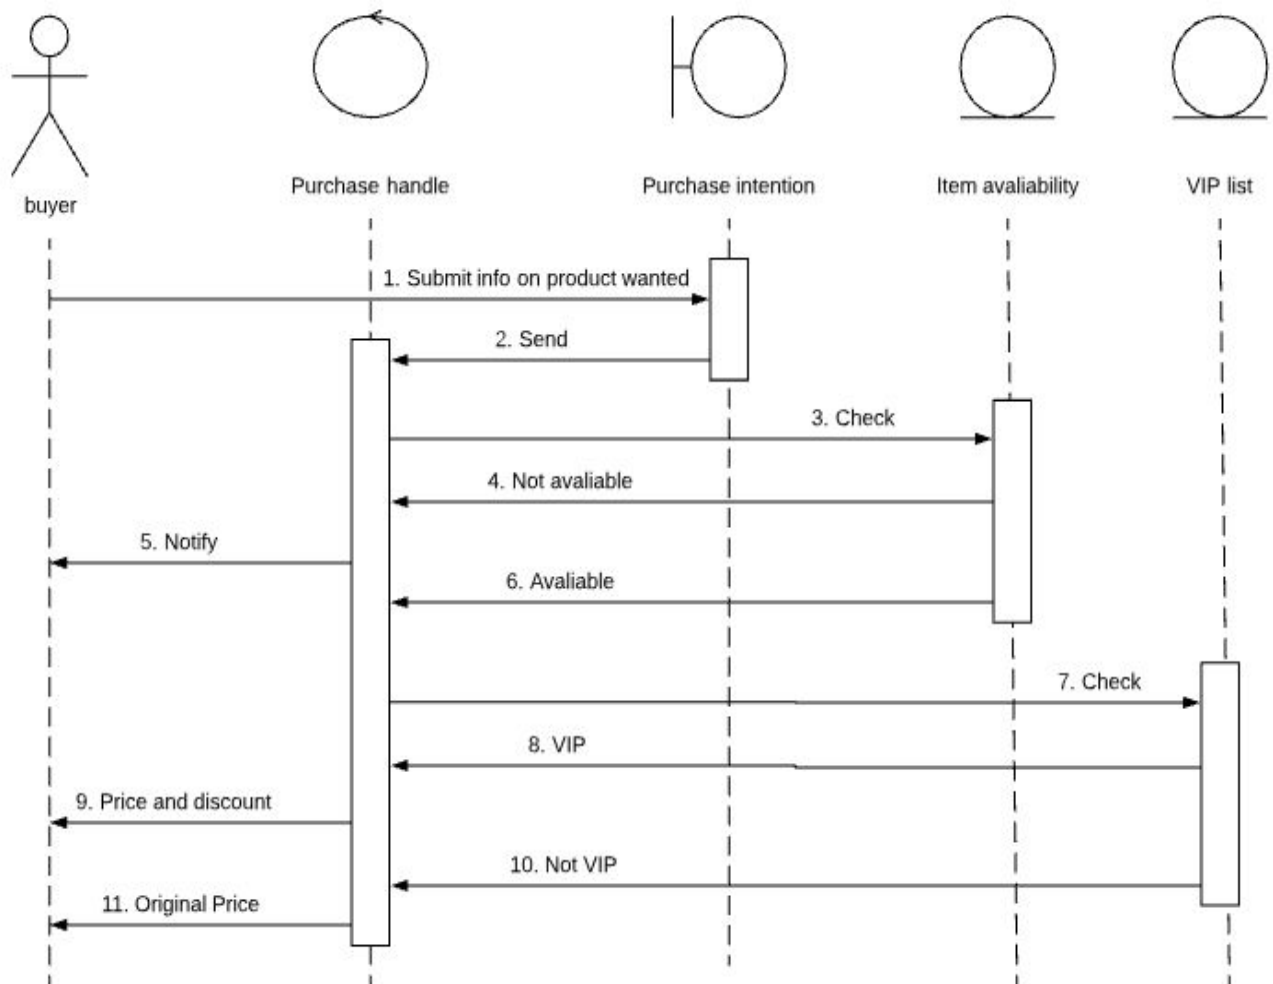 buyer
Purchase handle
Purchase intention
Item avaliability
VIP list
1. Submit info on product wanted
2. Send
3. Check
4. Not avaliable
5. Notify
6. Avaliable
7. Check
8. VIP
9. Price and discount
10. Not VIP
11. Original Price